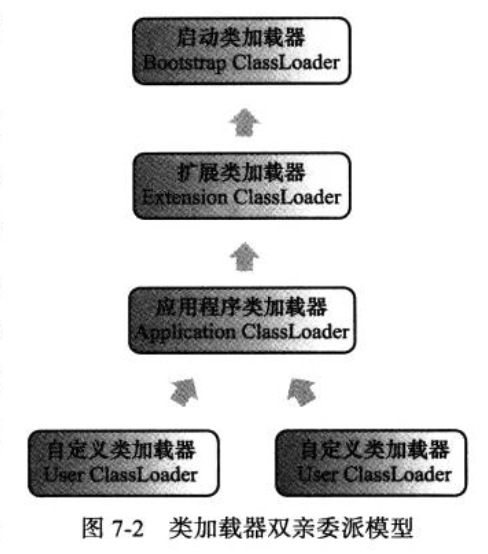 启动类加载器
Bootstrap ClassLoader
扩展类加载器
Extension ClassLoader
应用程序类加载器
Application ClassLoader
自定义类加载器
User ClassLoader
自定义类加载器
User ClassLoader
图 7-2 类加载器双亲委派模型